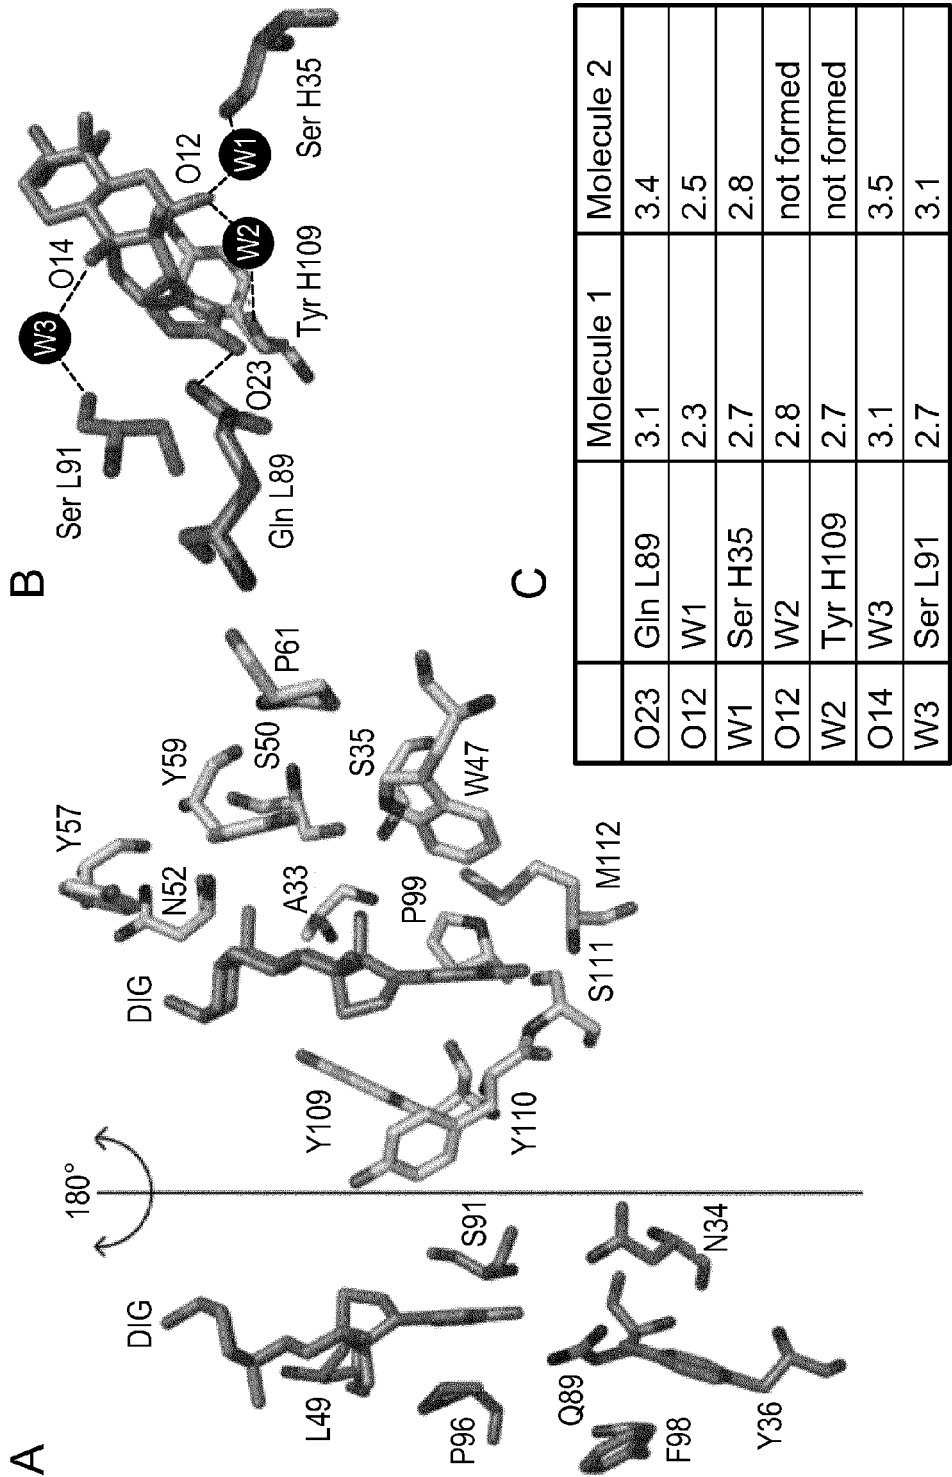 A
180°
DIG
L49
S91
P96
Q89
N34
F98
Y36
DIG
Y57
N52
Y59
S50
P61
A33
S35
Y109
P99
W47
Y110
S111
M112
B
W3
O14
Ser L91
O12
W1
W2
Ser H35
Tyr H109
O23
Gln L89
C
Molecule 1 Molecule 2
O23 Gln L89 3.1 3.4
O12 W1 2.3 2.5
W1 Ser H35 2.7 2.8
O12 W2 2.8 not formed
W2 Tyr H109 2.7 not formed
O14 W3 3.1 3.5
W3 Ser L91 2.7 3.1